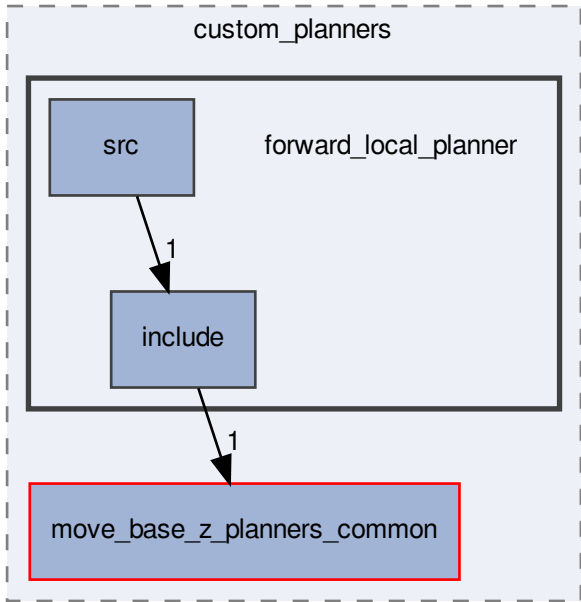 custom_planners
src
forward_local_planner
1
include
1
move_base_z_planners_common